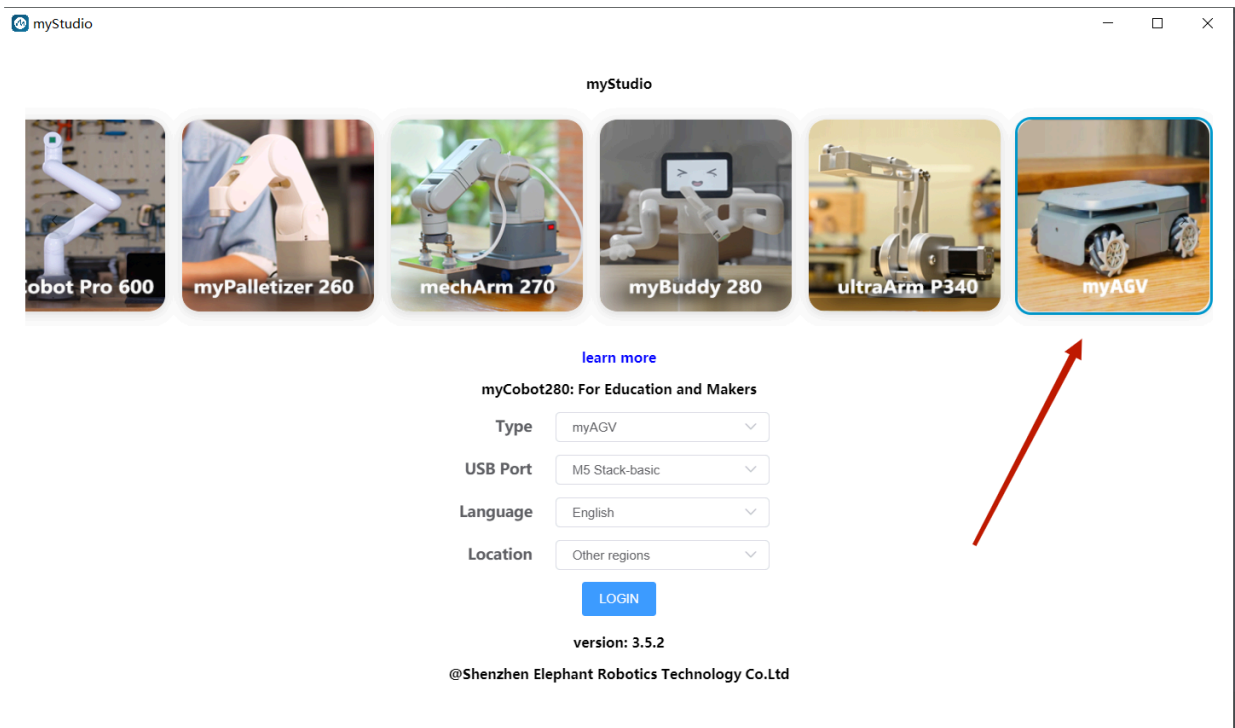 myStudio
myStudio
obot Pro 600
myPalletizer 260
mechArm 270
myBuddy 280
ultraArm P340
myAGV
learn more
myCobot280: For Education and Makers
Type myAGV
USB Port M5 Stack-basic
Language English
Location Other regions
LOGIN
version: 3.5.2
@Shenzhen Elephant Robotics Technology Co.Ltd